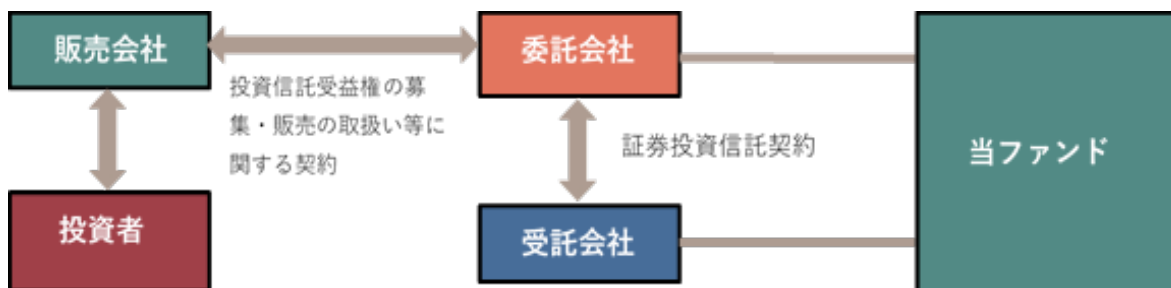 販売会社
委託会社
投資信託受益権の募
集・販売の取扱い等に
関する契約
証券投資信託契約
当ファンド
投資者
受託会社